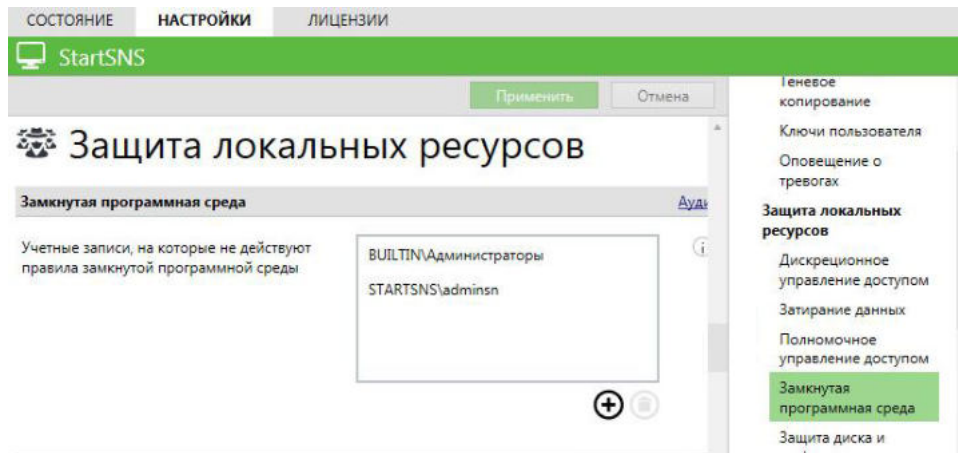 СОСТОЯНИЕ НАСТРОЙКИ ЛИЦЕНЗИИ
StartSNS
Применить Отмена
Защита локальных ресурсов
Замкнутая программная среда
Учетные записи, на которые не действуют
правила замкнутой программной среды
BUILTIN\Администраторы
STARTSNS\adminsn
Теневое
копирование
Ключи пользователя
Оповещение о
тревогах
Защита локальных
ресурсов
Дискреционное
управление доступом
Затирание данных
Полномочное
управление доступом
Замкнутая
программная среда
Защита диска и